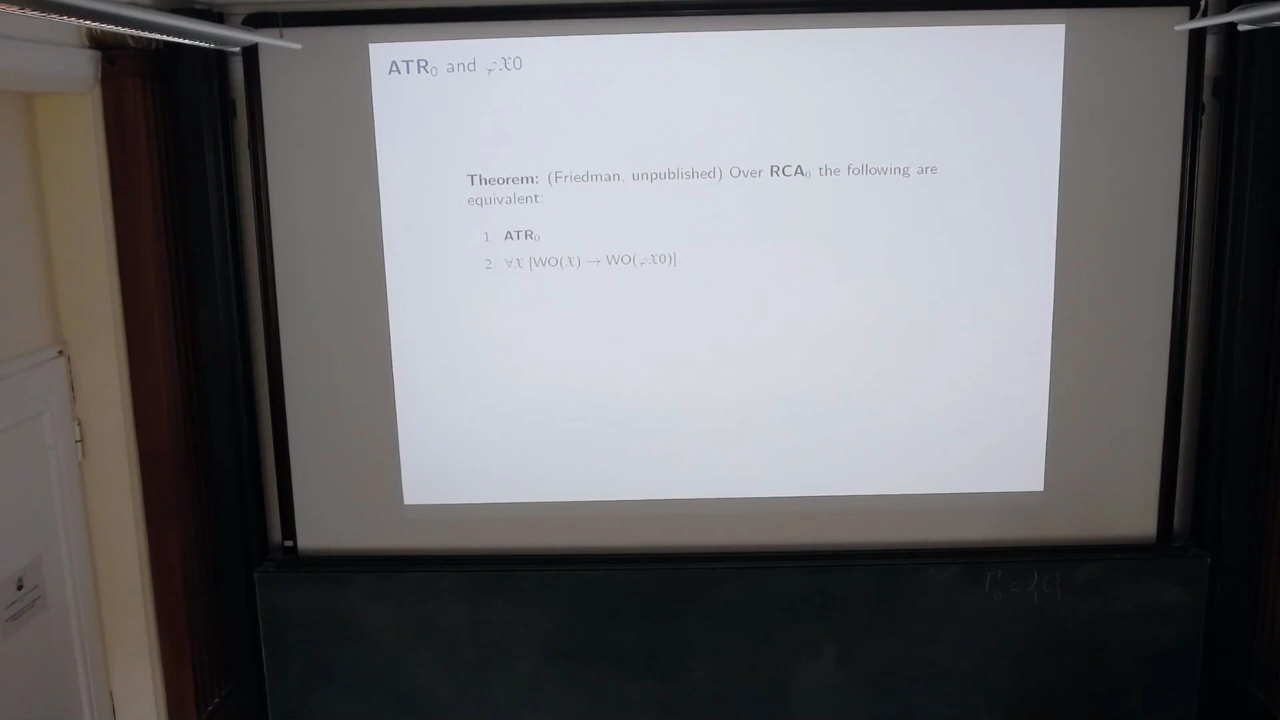 ATR₀ and φ𝔛0
Theorem: (Friedman, unpublished) Over RCA₀ the following are
equivalent:
1. ATR₀
2. ∀𝔛 [WO(𝔛) → WO(φ𝔛0)]